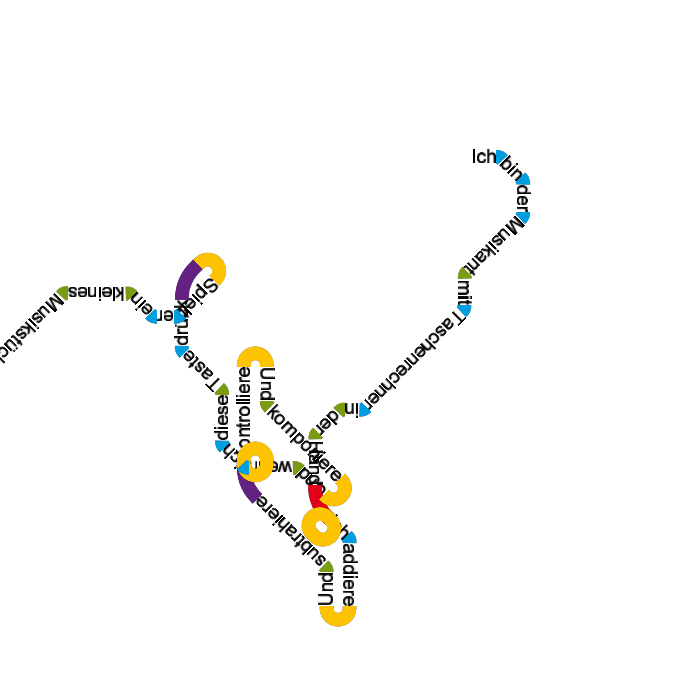 Ich bin der Musikant mit Taschenrechner in der Hand
Ich addiere
Und subtrahiere
Kontrolliere
Und komponiere
Und wenn ich diese Taste drück
Spielt er ein kleines Musikstück